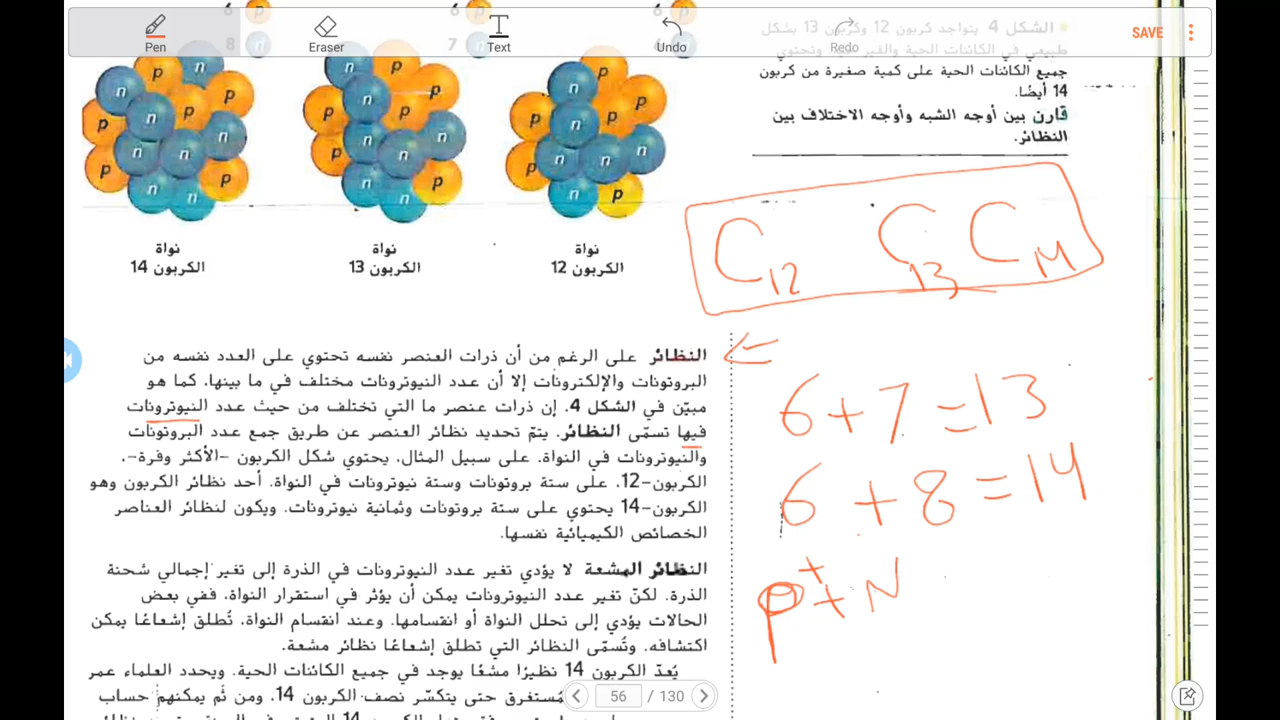 Pen
Eraser
Text
Undo
Redo
SAVE
الشكل 4 يتواجد كربون 12 وكربون 13 بشكل
طبيعي في الكائنات الحية والغير حية. وتحتوي
جميع الكائنات الحية على كمية صغيرة من كربون
14 أيضًا.
قارن بين أوجه الشبه وأوجه الاختلاف بين
النظائر.
6 p 6 p 6 p
8 n 7 n n
نواة
الكربون 14
نواة
الكربون 13
نواة
الكربون 12
C12 C13 C14
النظائر على الرغم من أن ذرات العنصر نفسه تحتوي على العدد نفسه من
البروتونات والإلكترونات إلا أن عدد النيوترونات مختلف في ما بينها، كما هو
مبيّن في الشكل 4. إن ذرات عنصر ما التي تختلف من حيث عدد النيوترونات
فيها تسمّى النظائر. يتمّ تحديد نظائر العنصر عن طريق جمع عدد البروتونات
والنيوترونات في النواة. على سبيل المثال، يحتوي شكل الكربون -الأكثر وفرة-،
الكربون-12، على ستة بروتونات وستة نيوترونات في النواة. أحد نظائر الكربون وهو
الكربون-14 يحتوي على ستة بروتونات وثمانية نيوترونات. ويكون لنظائر العناصر
الخصائص الكيميائية نفسها.
6+7=13
6+8=14
P+ + N
النظائر المشعة لا يؤدي تغير عدد النيوترونات في الذرة إلى تغير إجمالي شحنة
الذرة. لكنّ تغير عدد النيوترونات يمكن أن يؤثر في استقرار النواة، ففي بعض
الحالات يؤدي إلى تحلل النواة أو انقسامها. وعند انقسام النواة، تُطلق إشعاعًا يمكن
اكتشافه. وتُسمّى النظائر التي تطلق إشعاعًا نظائر مشعة.
يُعدّ الكربون 14 نظيرًا مشعًا يوجد في جميع الكائنات الحية. ويحدد العلماء عمر
مُستغرق حتى يتكسّر نصف الكربون 14، ومن ثم يمكنهم حساب
56 / 130